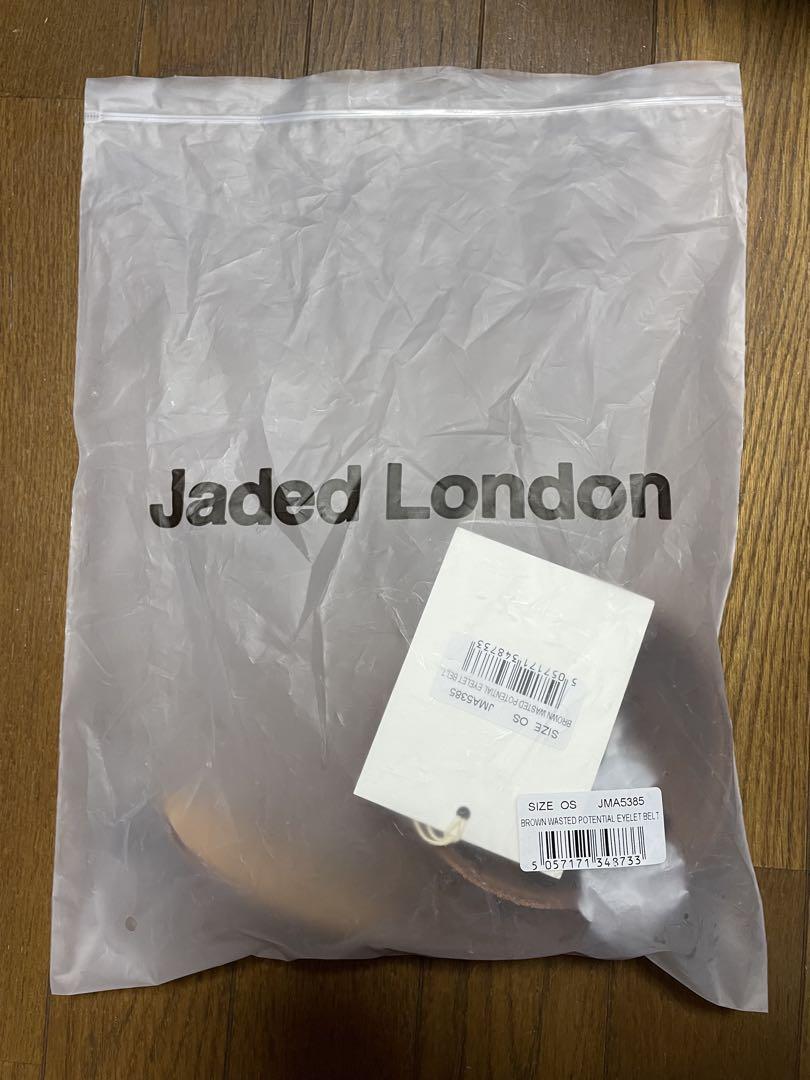 Jaded London
SIZE OS JMA5385
BROWN WASTED POTENTIAL EYELET BELT
5 057171 348733
SIZE OS JMA5385
BROWN WASTED POTENTIAL EYELET BELT
5 057171 348733